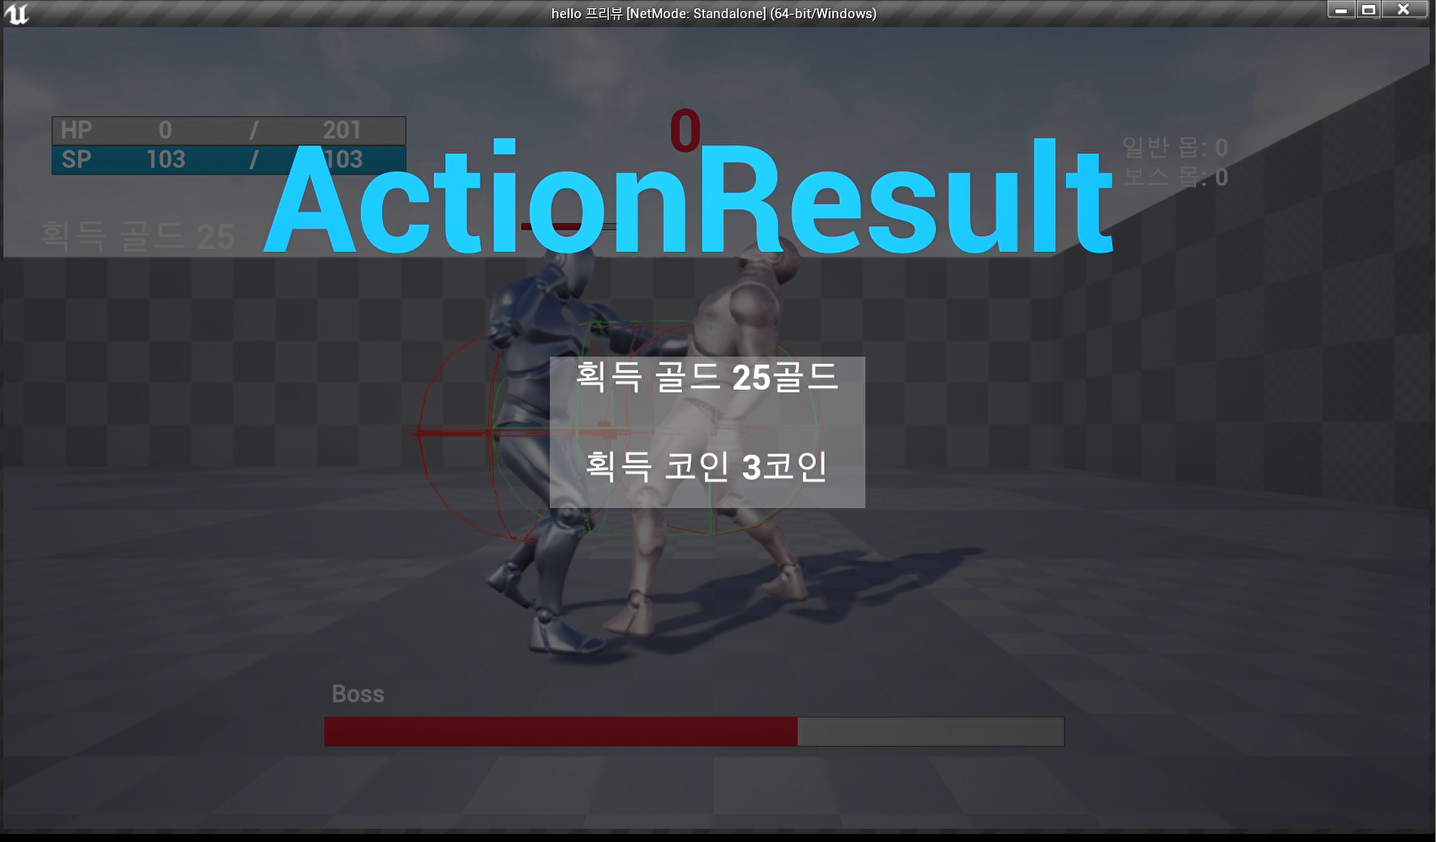 hello 프리뷰 [NetMode: Standalone] (64-bit/Windows)
HP 0 / 201
SP 103 / 103
0
일반 몹: 0
보스 몹: 0
ActionResult
획득 골드 25
획득 골드 25골드
획득 코인 3코인
Boss